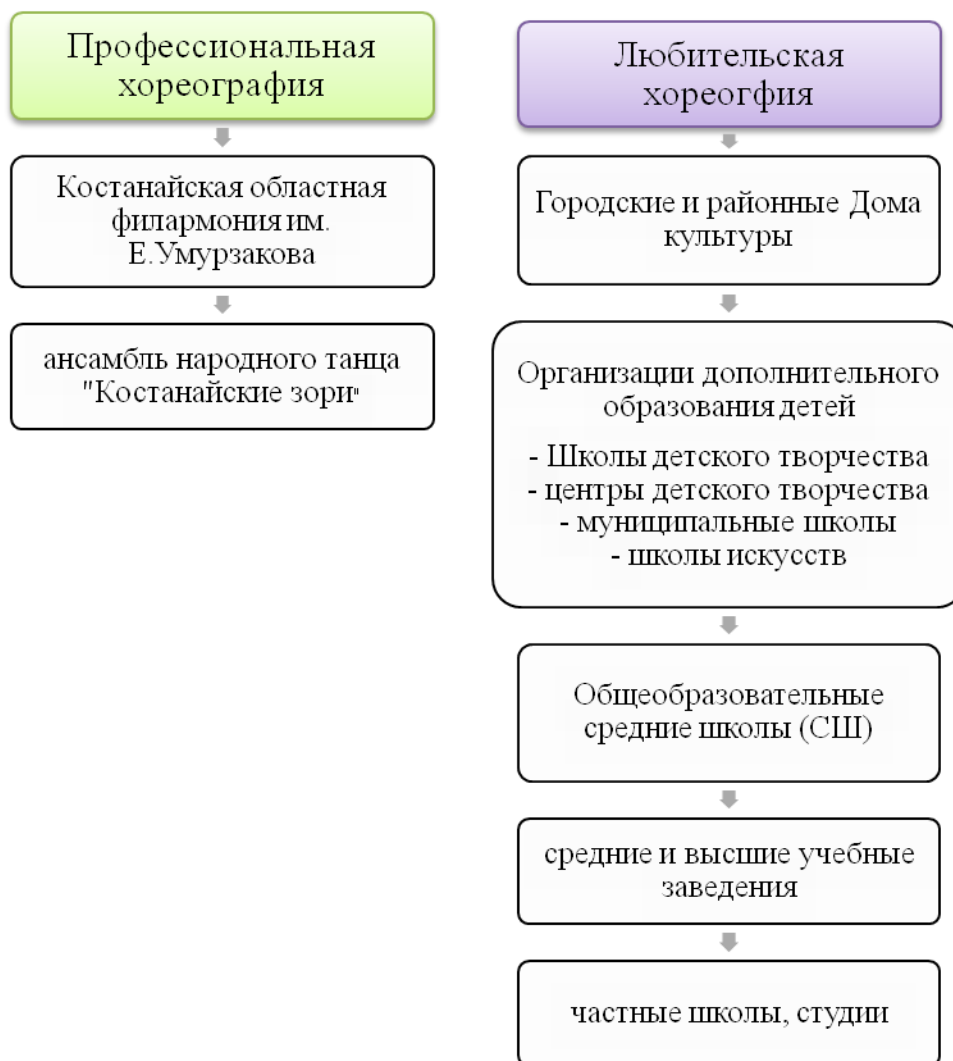 Профессиональная
хореография
Костанайская областная
филармония им.
Е.Умурзакова
ансамбль народного танца
"Костанайские зори"
Любительская
хореогфия
Городские и районные Дома
культуры
Организации дополнительного
образования детей
- Школы детского творчества
- центры детского творчества
- муниципальные школы
- школы искусств
Общеобразовательные
средние школы (СШ)
средние и высшие учебные
заведения
частные школы, студии